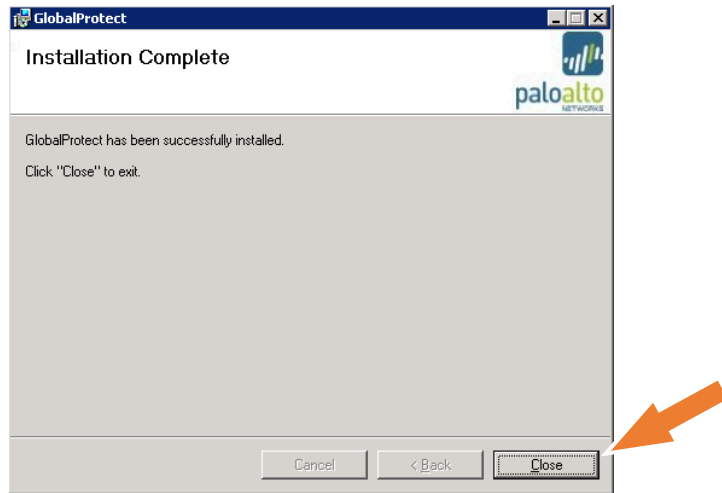 GlobalProtect
Installation Complete
paloalto
NETWORKS
GlobalProtect has been successfully installed.
Click "Close" to exit.
Cancel
< Back
Close